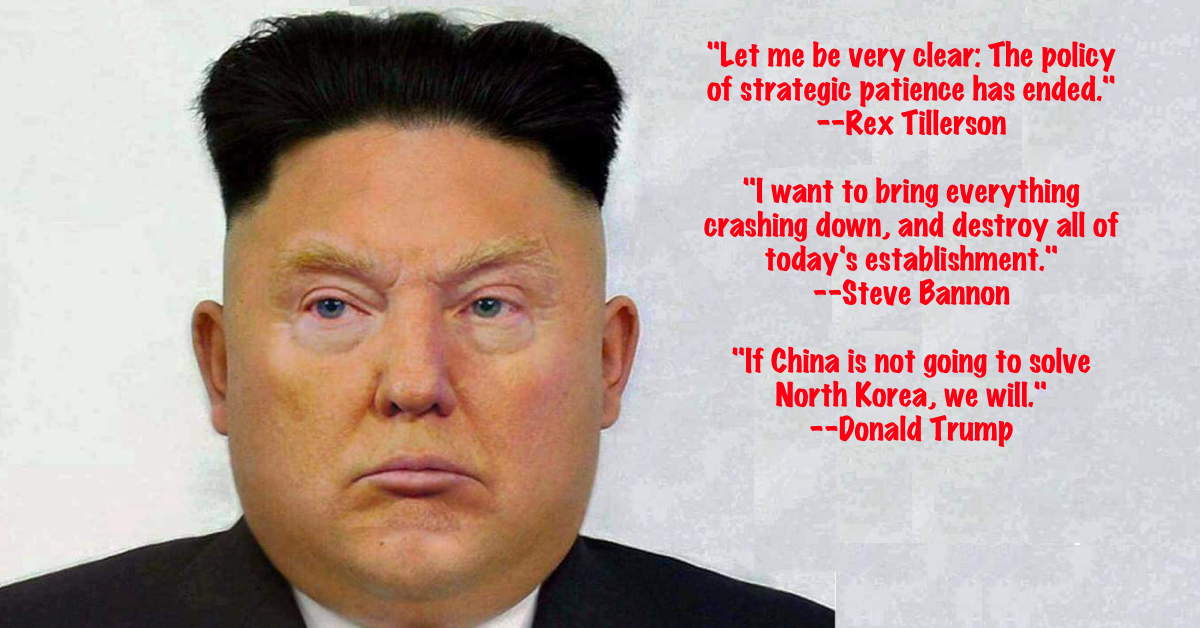 "Let me be very clear: The policy
of strategic patience has ended."
--Rex Tillerson
"I want to bring everything
crashing down, and destroy all of
today's establishment."
--Steve Bannon
"If China is not going to solve
North Korea, we will."
--Donald Trump